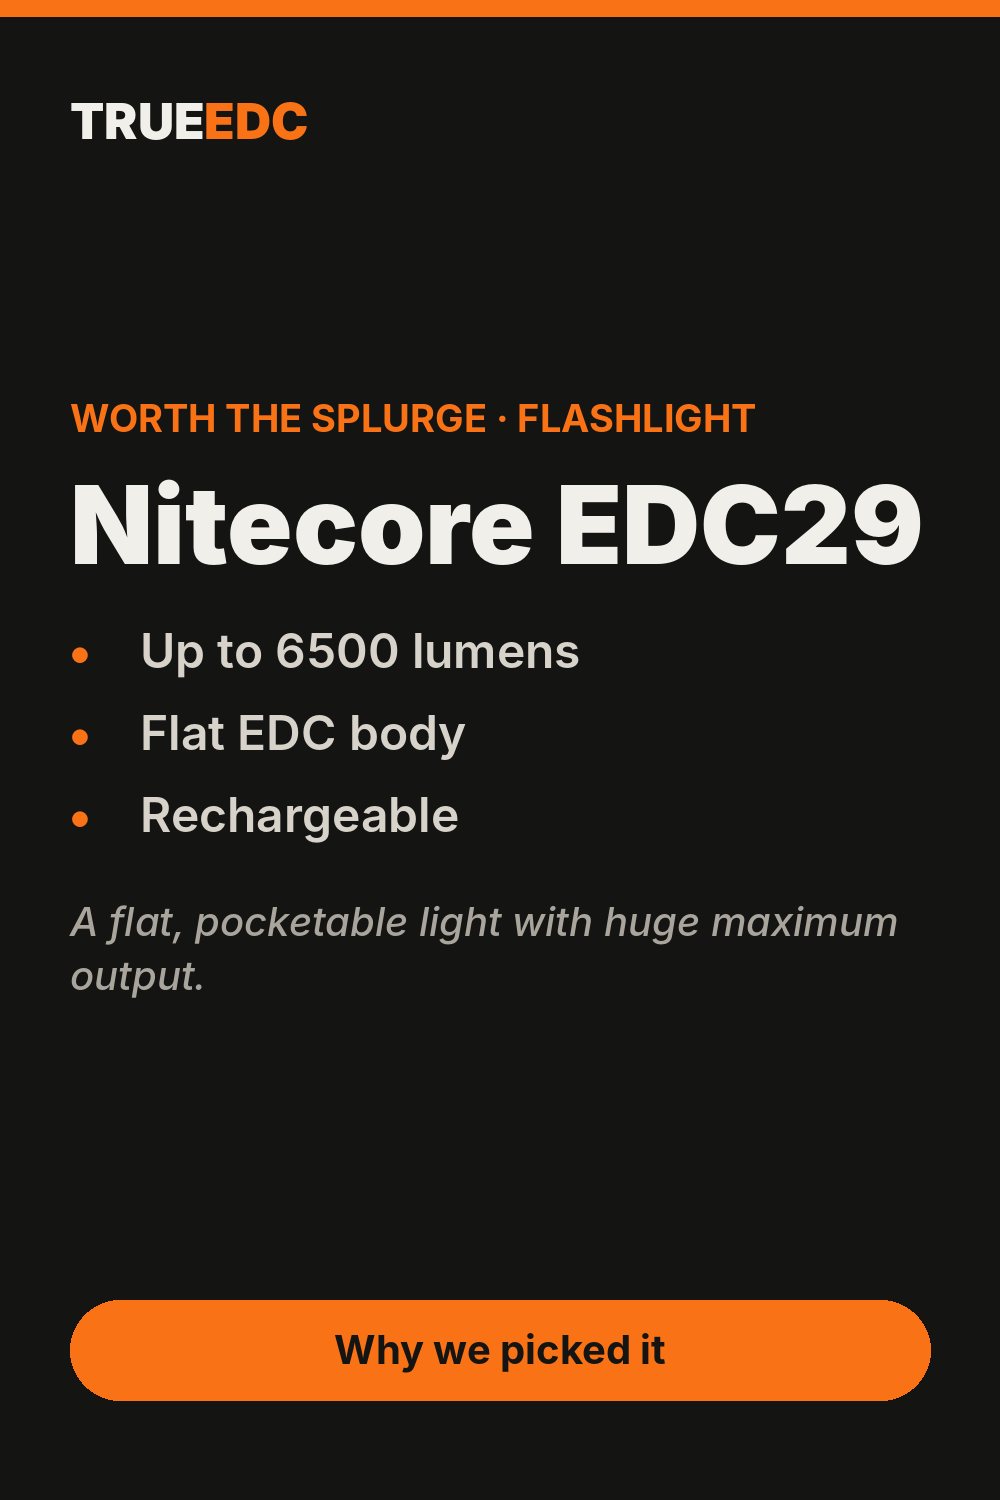 TRUEEDC
WORTH THE SPLURGE · FLASHLIGHT
Nitecore EDC29
• Up to 6500 lumens
• Flat EDC body
• Rechargeable
A flat, pocketable light with huge maximum
output.
Why we picked it